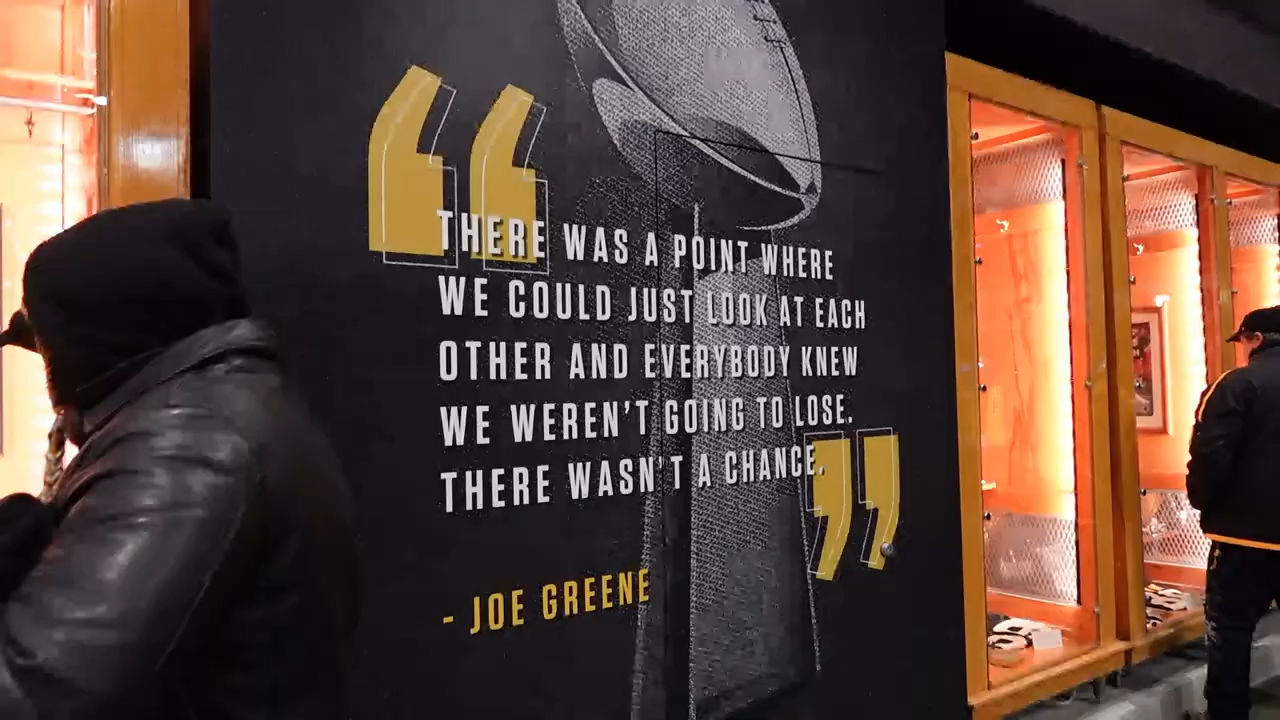 “THERE WAS A POINT WHERE
WE COULD JUST LOOK AT EACH
OTHER AND EVERYBODY KNEW
WE WEREN'T GOING TO LOSE.
THERE WASN'T A CHANCE.”
- JOE GREENE